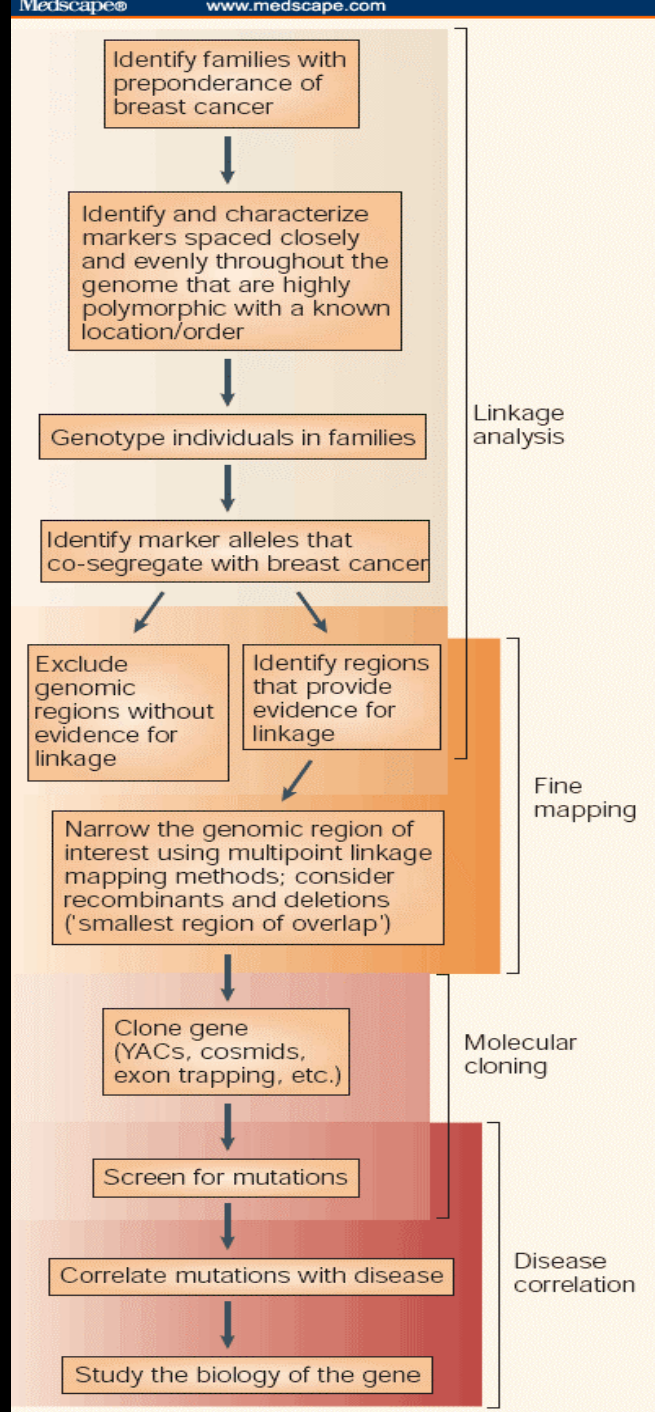 Medscape® www.medscape.com
Identify families with
preponderance of
breast cancer
Identify and characterize
markers spaced closely
and evenly throughout the
genome that are highly
polymorphic with a known
location/order
Genotype individuals in families
Linkage
analysis
Identify marker alleles that
co-segregate with breast cancer
Exclude
genomic
regions without
evidence for
linkage
Identify regions
that provide
evidence for
linkage
Fine
mapping
Narrow the genomic region of
interest using multipoint linkage
mapping methods; consider
recombinants and deletions
('smallest region of overlap')
Clone gene
(YACs, cosmids,
exon trapping, etc.)
Molecular
cloning
Screen for mutations
Correlate mutations with disease
Disease
correlation
Study the biology of the gene